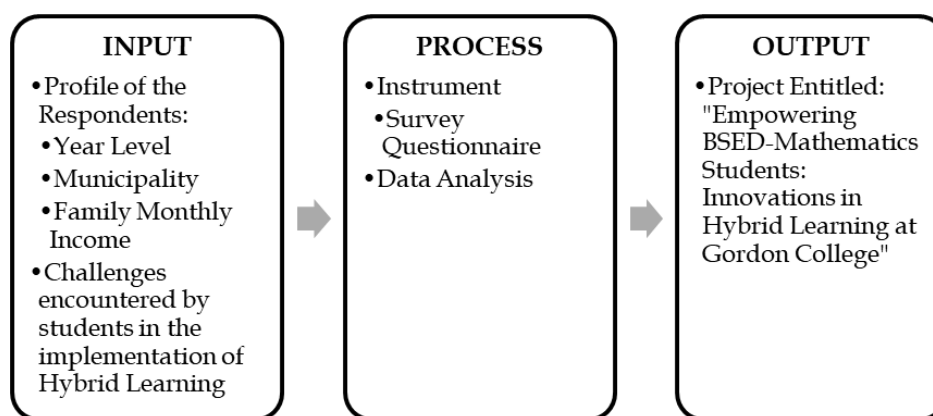 INPUT
•Profile of the
Respondents:
•Year Level
•Municipality
•Family Monthly
Income
•Challenges
encountered by
students in the
implementation of
Hybrid Learning
PROCESS
•Instrument
•Survey
Questionnaire
•Data Analysis
OUTPUT
•Project Entitled:
"Empowering
BSED-Mathematics
Students:
Innovations in
Hybrid Learning at
Gordon College"